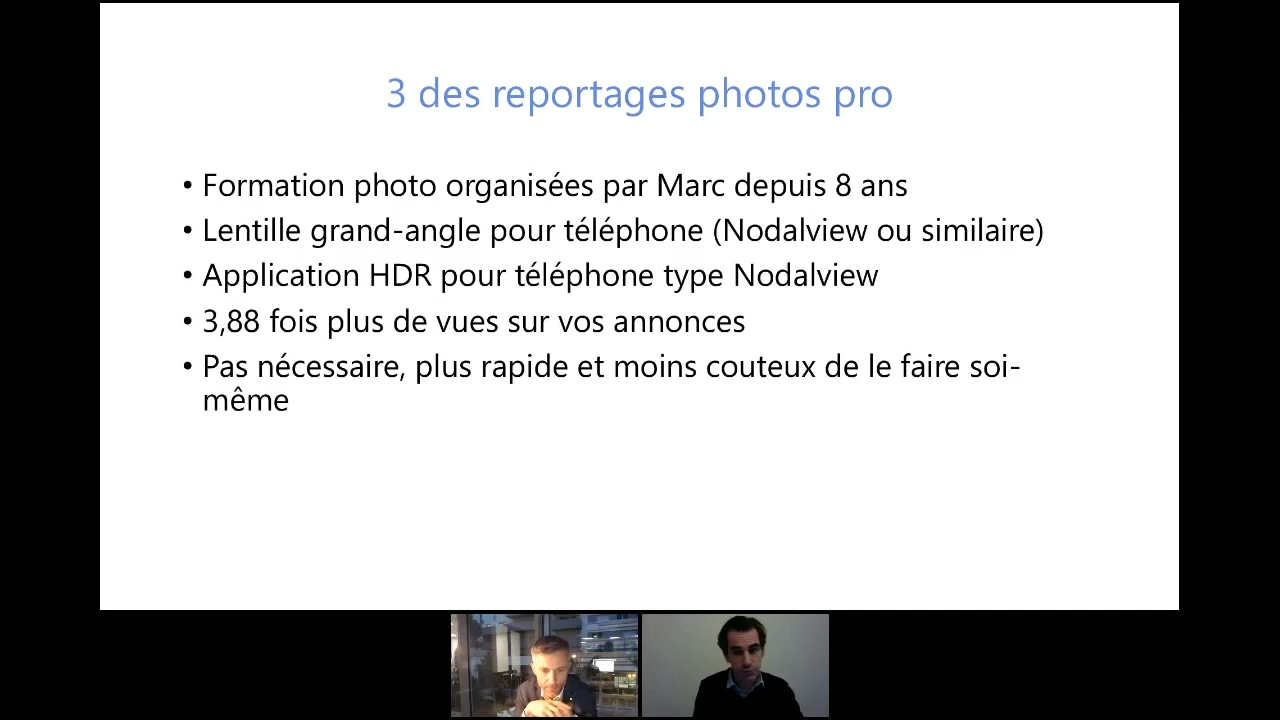 3 des reportages photos pro
• Formation photo organisées par Marc depuis 8 ans
• Lentille grand-angle pour téléphone (Nodalview ou similaire)
• Application HDR pour téléphone type Nodalview
• 3,88 fois plus de vues sur vos annonces
• Pas nécessaire, plus rapide et moins couteux de le faire soi-
même